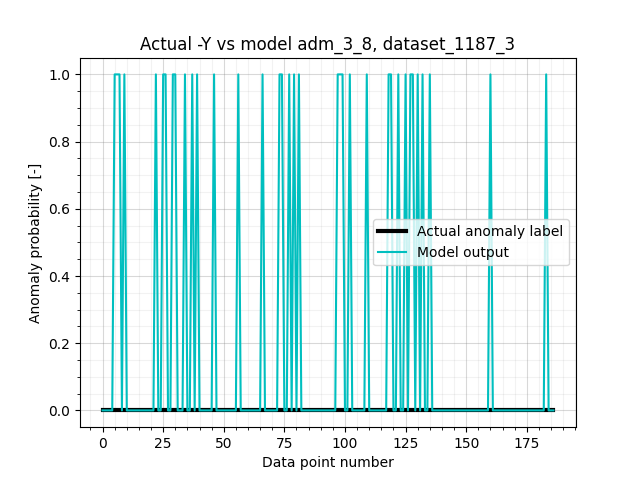 Actual -Y vs model adm_3_8, dataset_1187_3
Anomaly probability [-]
1.0
0.8
0.6
0.4
0.2
0.0
Actual anomaly label
Model output
0 25 50 75 100 125 150 175
Data point number